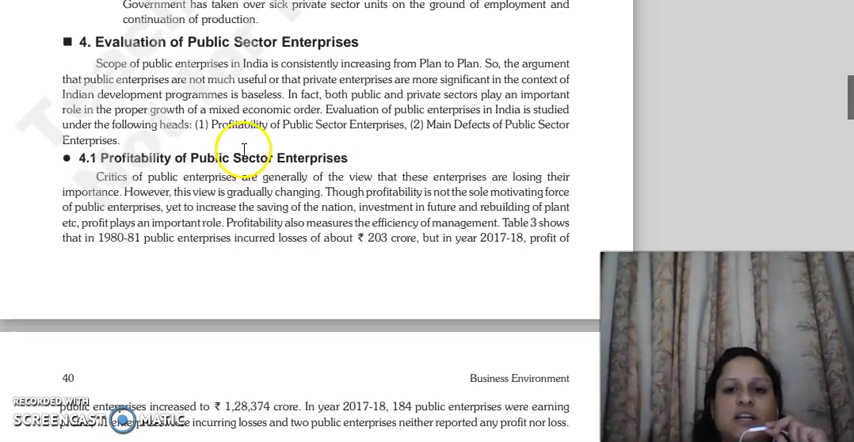 Government has taken over sick private sector units on the ground of employment and
continuation of production.
■ 4. Evaluation of Public Sector Enterprises
Scope of public enterprises in India is consistently increasing from Plan to Plan. So, the argument
that public enterprises are not much useful or that private enterprises are more significant in the context of
Indian development programmes is baseless. In fact, both public and private sectors play an important
role in the proper growth of a mixed economic order. Evaluation of public enterprises in India is studied
under the following heads: (1) Profitability of Public Sector Enterprises, (2) Main Defects of Public Sector
Enterprises.
● 4.1 Profitability of Public Sector Enterprises
Critics of public enterprises are generally of the view that these enterprises are losing their
importance. However, this view is gradually changing. Though profitability is not the sole motivating force
of public enterprises, yet to increase the saving of the nation, investment in future and rebuilding of plant
etc, profit plays an important role. Profitability also measures the efficiency of management. Table 3 shows
that in 1980-81 public enterprises incurred losses of about ₹ 203 crore, but in year 2017-18, profit of
40 Business Environment
public enterprises increased to ₹ 1,28,374 crore. In year 2017-18, 184 public enterprises were earning
incurring losses and two public enterprises neither reported any profit nor loss.
RECORDED WITH
SCREENCAST MATIC